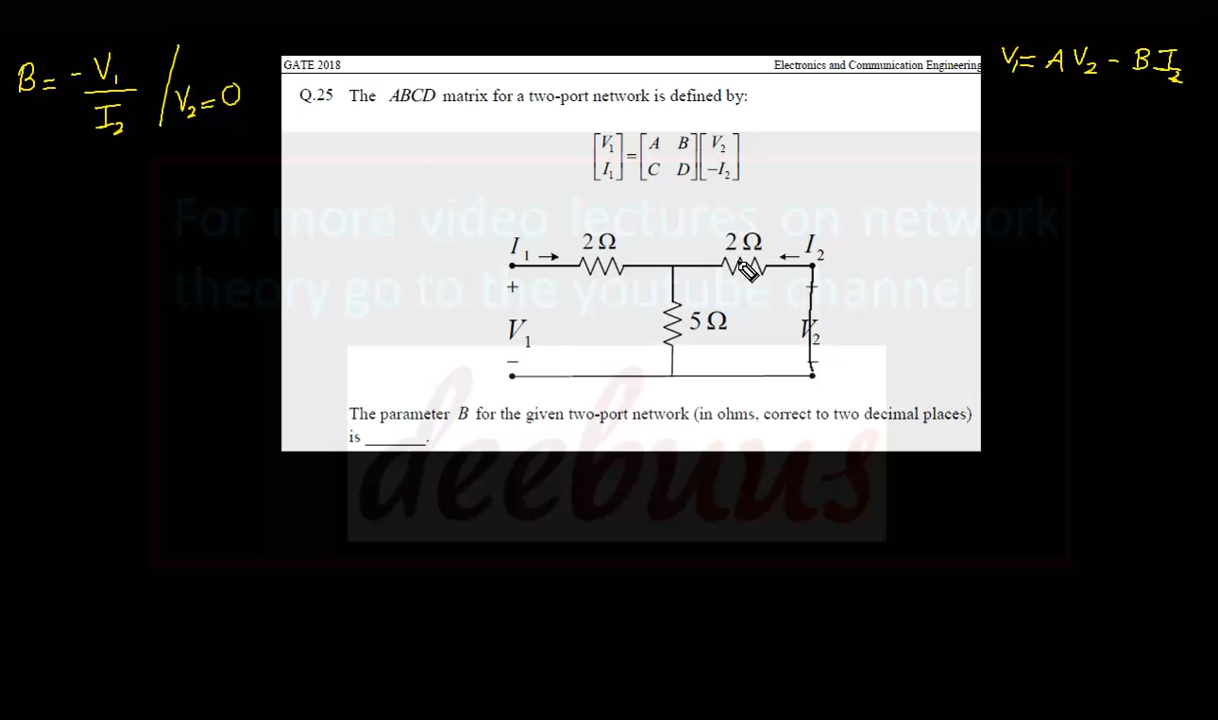 B = - V₁ / I₂ / V₂ = 0
V₁ = A V₂ - B I₂
GATE 2018 Electronics and Communication Engineering
Q.25 The ABCD matrix for a two-port network is defined by:
[V₁ I₁] = [A B C D] [V₂ -I₂]
For more video lectures on network
theory go to the youtube channel
I₁ → 2 Ω 2 Ω ← I₂
+ +
V₁ 5 Ω V₂
− −
The parameter B for the given two-port network (in ohms, correct to two decimal places)
is ______.
deebuus